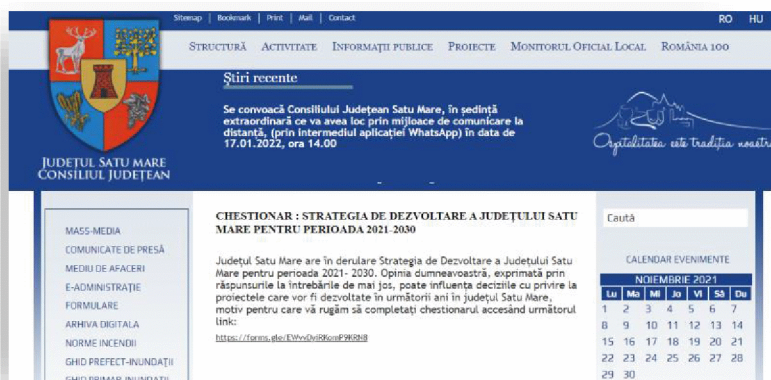 Sitemap | Bookmark | Print | Mail | Contact
RO HU
STRUCTURĂ ACTIVITATE INFORMAȚII PUBLICE PROIECTE MONITORUL OFICIAL LOCAL ROMÂNIA 100
Știri recente
Se convoacă Consiliului Județean Satu Mare, în ședință
extraordinară ce va avea loc prin mijloace de comunicare la
distanță, (prin intermediul aplicației WhatsApp) în data de
17.01.2022, ora 14.00
Ospitalitatea este tradiția noastră
JUDEȚUL SATU MARE
CONSILIUL JUDEȚEAN
MASS-MEDIA
COMUNICATE DE PRESĂ
MEDIU DE AFACERI
E-ADMINISTRAȚIE
FORMULARE
ARHIVA DIGITALA
NORME INCENDII
GHID PREFECT-INUNDAȚII
GHID PRIMAR-INUNDAȚII
CHESTIONAR : STRATEGIA DE DEZVOLTARE A JUDEȚULUI SATU
MARE PENTRU PERIOADA 2021-2030
Județul Satu Mare are în derulare Strategia de Dezvoltare a Județului Satu
Mare pentru perioada 2021- 2030. Opinia dumneavoastră, exprimată prin
răspunsurile la întrebările de mai jos, poate influența deciziile cu privire la
proiectele care vor fi dezvoltate în următorii ani în județul Satu Mare,
motiv pentru care vă rugăm să completați chestionarul accesând următorul
link:
Caută
CALENDAR EVENIMENTE
NOIEMBRIE 2021
Lu Ma Mi Jo Vi Sâ Du
1 2 3 4 5 6 7
8 9 10 11 12 13 14
15 16 17 18 19 20 21
22 23 24 25 26 27 28
29 30